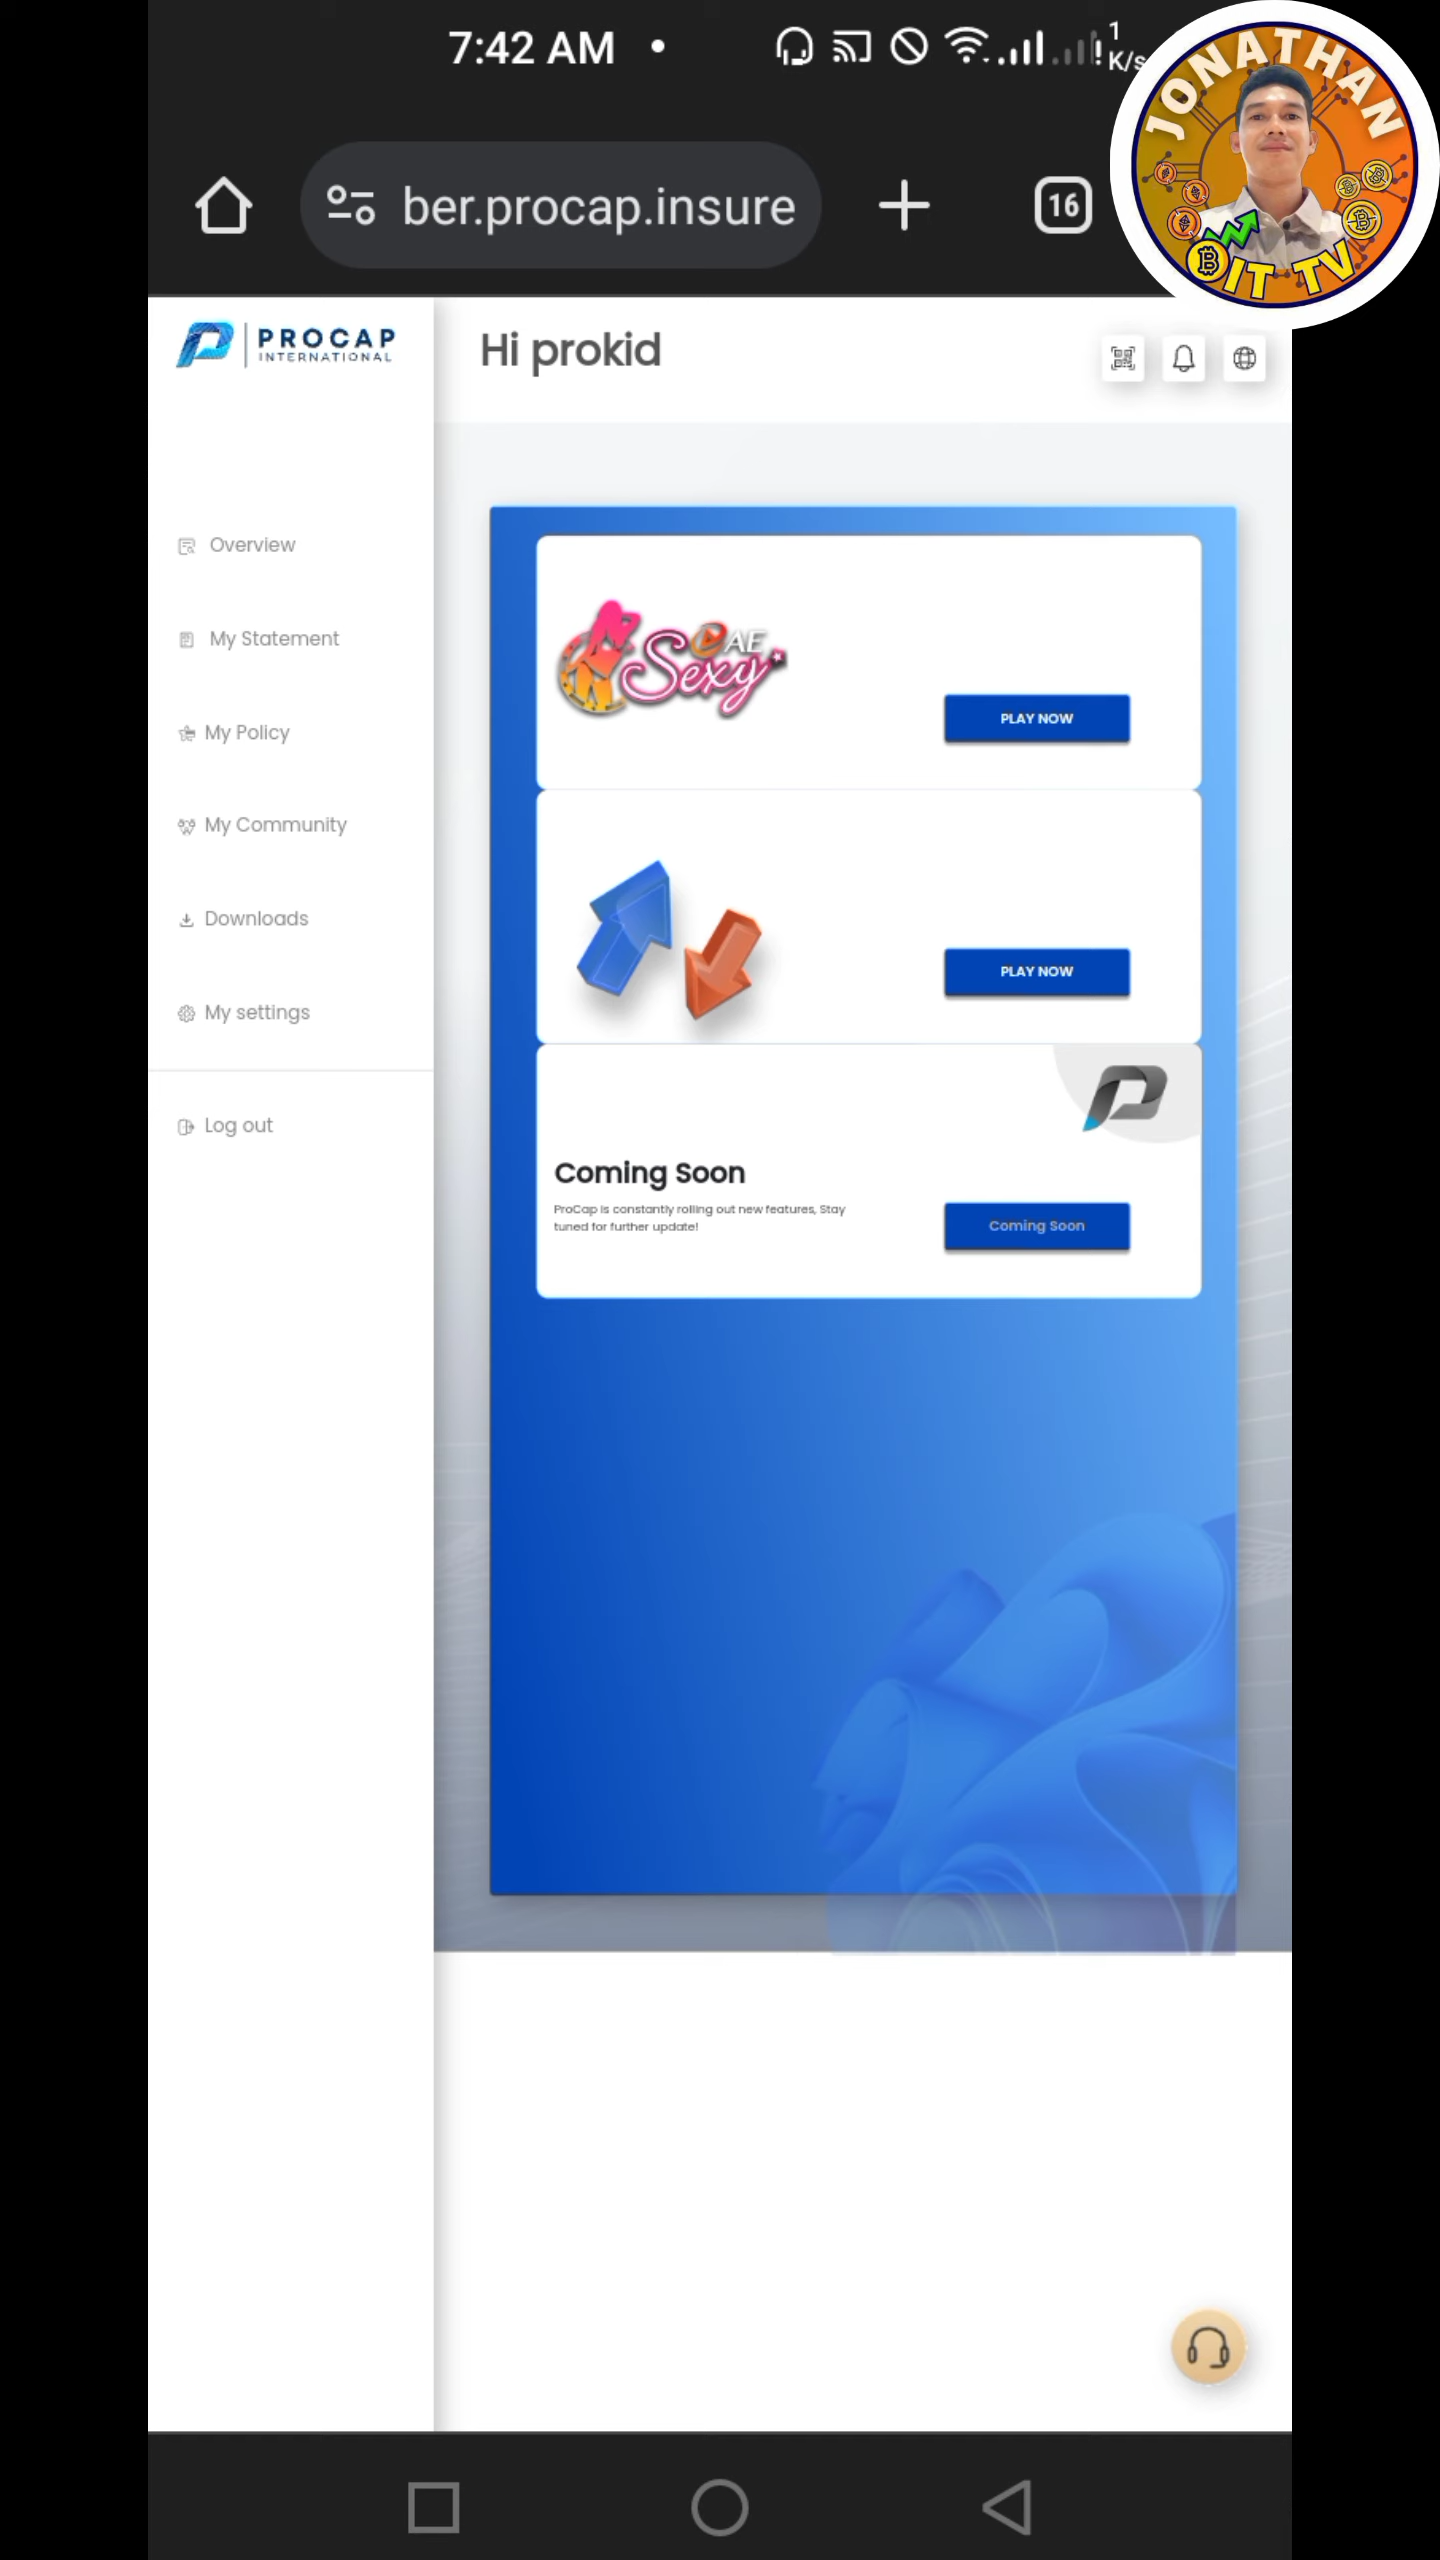 7:42 AM
1
K/s
JONATHAN
BIT TV
ber.procap.insure
16
PROCAP
INTERNATIONAL
Hi prokid
Overview
My Statement
My Policy
My Community
Downloads
My settings
Log out
AE
Sexy
PLAY NOW
PLAY NOW
Coming Soon
ProCap is constantly rolling out new features, Stay
tuned for further update!
Coming Soon